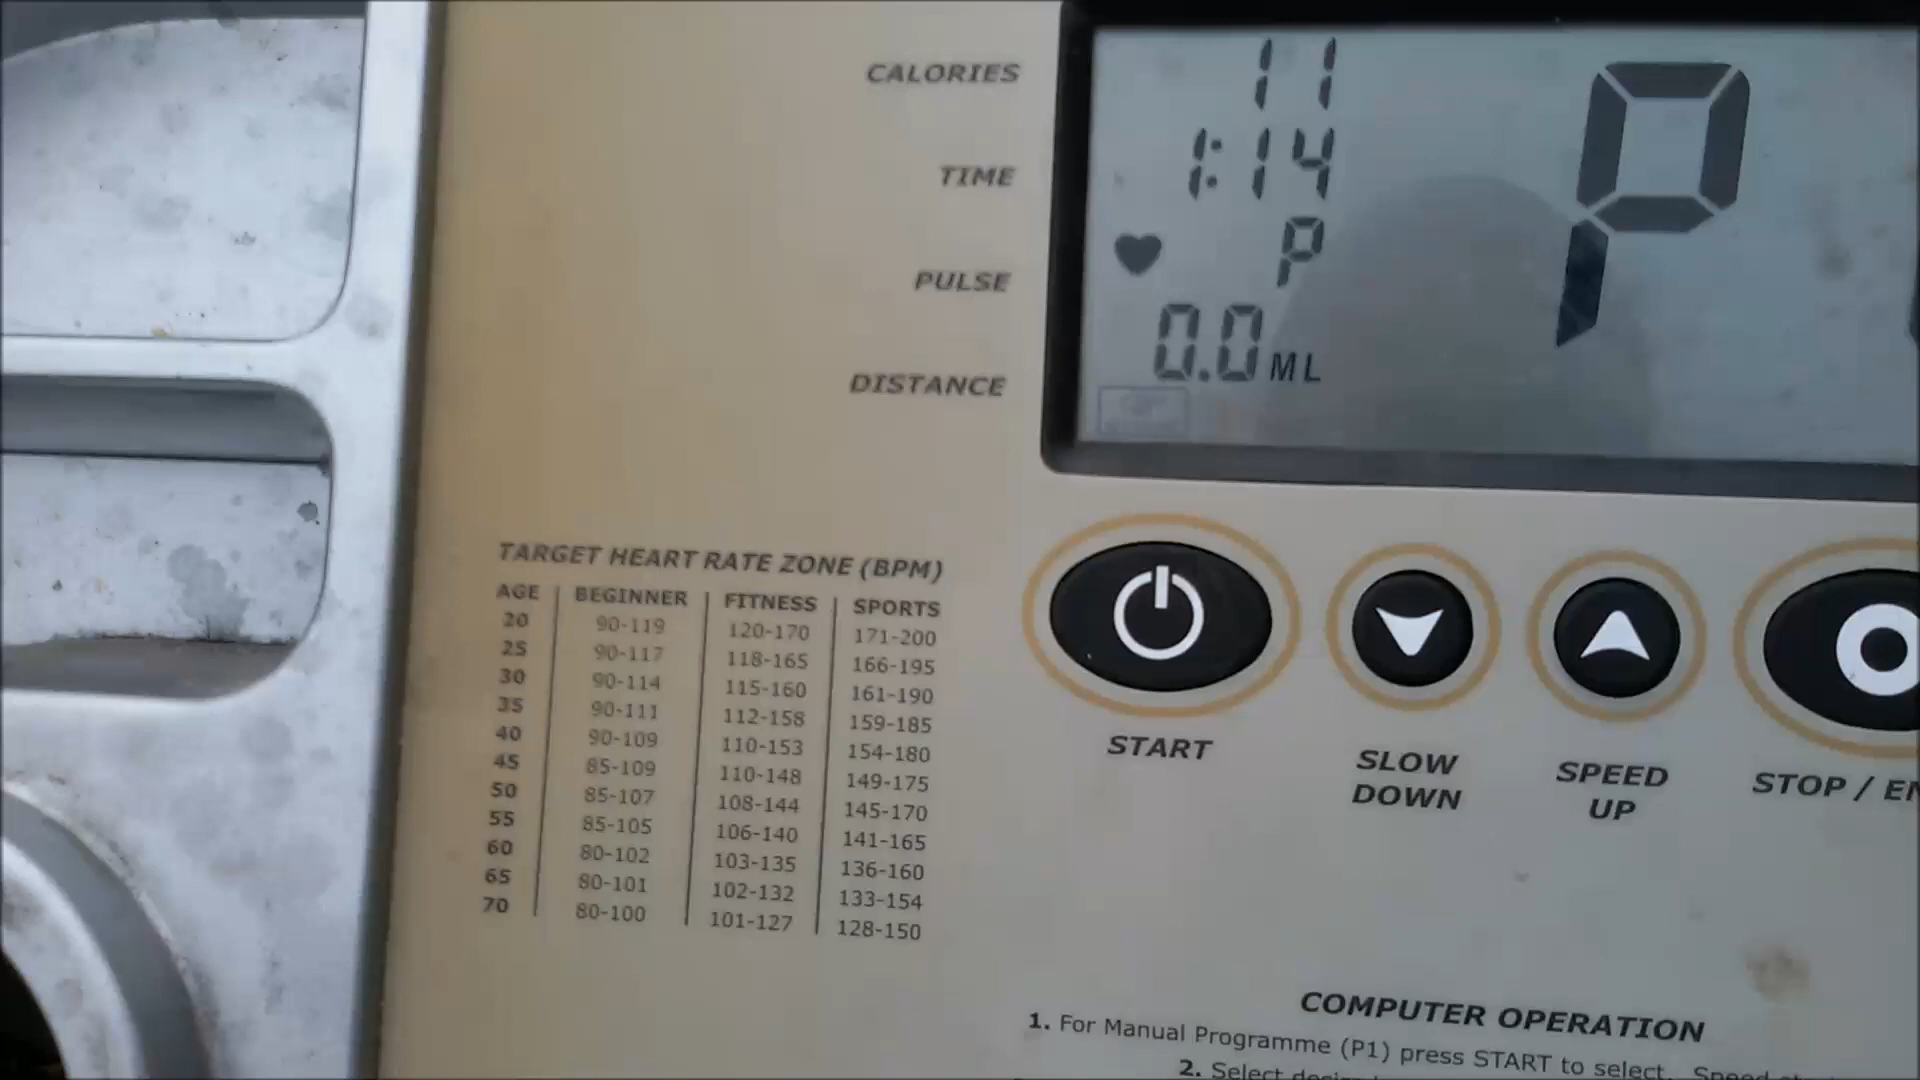 CALORIES 11
TIME 1:14
PULSE P
DISTANCE 0.0 ML
P
TARGET HEART RATE ZONE (BPM)
AGE BEGINNER FITNESS SPORTS
20 90-119 120-170 171-200
25 90-117 118-165 166-195
30 90-114 115-160 161-190
35 90-111 112-158 159-185
40 90-109 110-153 154-180
45 85-109 110-148 149-175
50 85-107 108-144 145-170
55 85-105 106-140 141-165
60 80-102 103-135 136-160
65 80-101 102-132 133-154
70 80-100 101-127 128-150
START
SLOW
DOWN
SPEED
UP
STOP /
COMPUTER OPERATION
1. For Manual Programme (P1) press START to select. Speed
2. Select